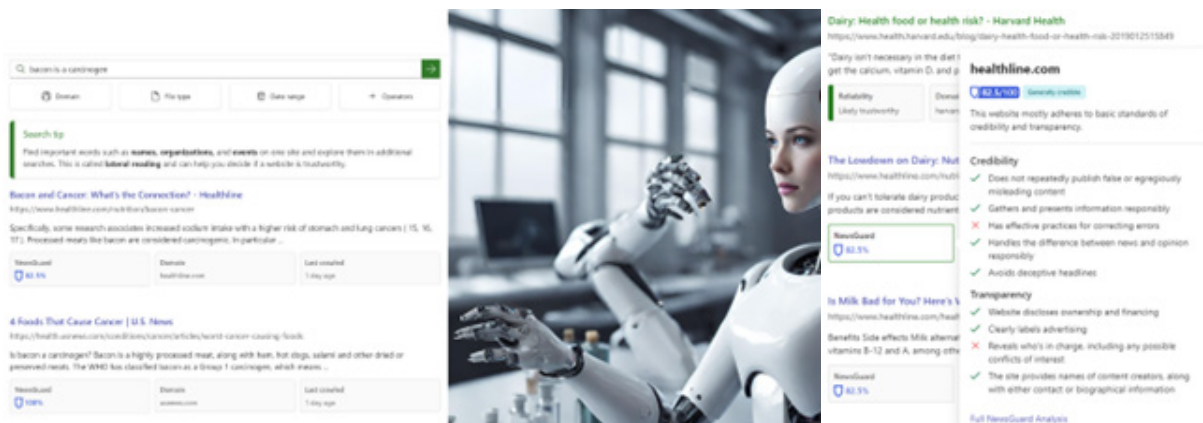 bacon is a carcinogen
Domain
File type
Date range
+ Operators
Search tip
Find important words such as names, organizations, and events on one site and explore them in additional
searches. This is called lateral reading and can help you decide if a website is trustworthy.
Bacon and Cancer: What's the Connection? - Healthline
https://www.healthline.com/nutrition/bacon-cancer
Specifically, some research associates increased sodium intake with a higher risk of stomach and lung cancers ( 15, 16,
17 ). Processed meats like bacon are considered carcinogenic. In particular ...
NewsGuard
82.5%
Domain
healthline.com
Last crawled
1 day ago
4 Foods That Cause Cancer | U.S. News
https://health.usnews.com/conditions/cancer/articles/worst-cancer-causing-foods
Is bacon a carcinogen? Bacon is a highly processed meat, along with ham, hot dogs, salami and other dried or
preserved meats. The WHO has classified bacon as a Group 1 carcinogen, which means ...
NewsGuard
100%
Domain
usnews.com
Last crawled
1 day ago
Dairy: Health food or health risk? - Harvard Health
https://www.health.harvard.edu/blog/dairy-health-food-or-health-risk-2019012515849
"Dairy isn't necessary in the diet
get the calcium, vitamin D, and p
Reliability
Likely trustworthy
Doma
harvar
The Lowdown on Dairy: Nut
https://www.healthline.com/nutri
If you can't tolerate dairy produc
products are considered nutrient
NewsGuard
82.5%
Is Milk Bad for You? Here's W
https://www.healthline.com/healt
Benefits Side effects Milk alternat
vitamins B-12 and A, among othe
NewsGuard
82.5%
healthline.com
82.5/100
Generally credible
This website mostly adheres to basic standards of
credibility and transparency.
Credibility
Does not repeatedly publish false or egregiously
misleading content
Gathers and presents information responsibly
Has effective practices for correcting errors
Handles the difference between news and opinion
responsibly
Avoids deceptive headlines
Transparency
Website discloses ownership and financing
Clearly labels advertising
Reveals who's in charge, including any possible
conflicts of interest
The site provides names of content creators, along
with either contact or biographical information
Full NewsGuard Analysis